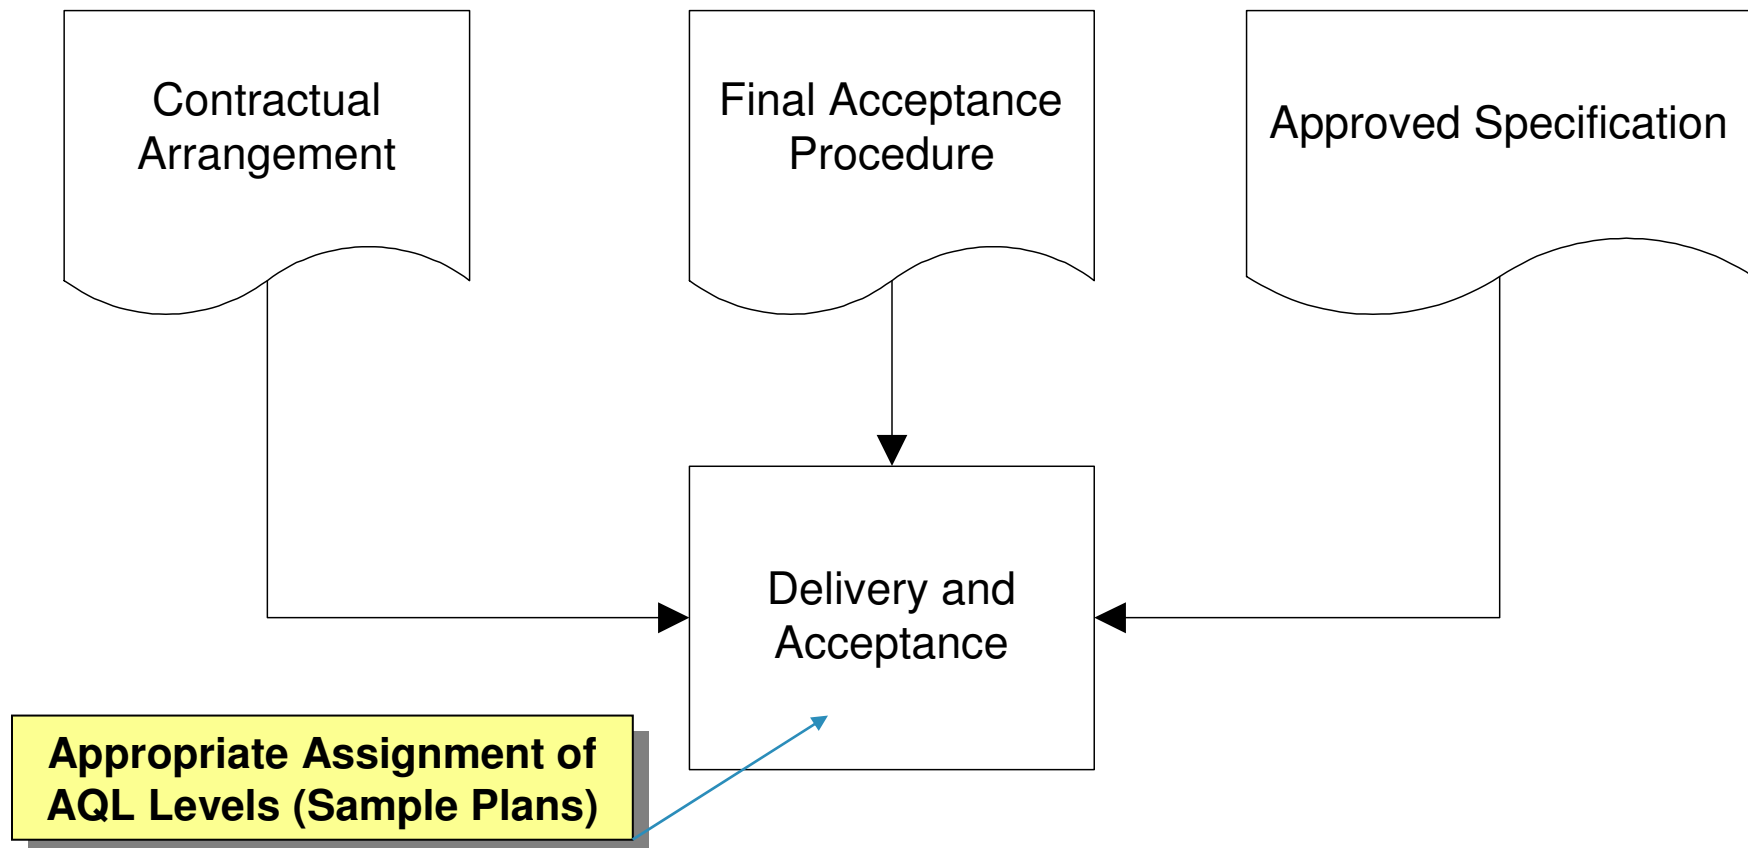 Contractual
Arrangement
Final Acceptance
Procedure
Approved Specification
Delivery and
Acceptance
Appropriate Assignment of
AQL Levels (Sample Plans)